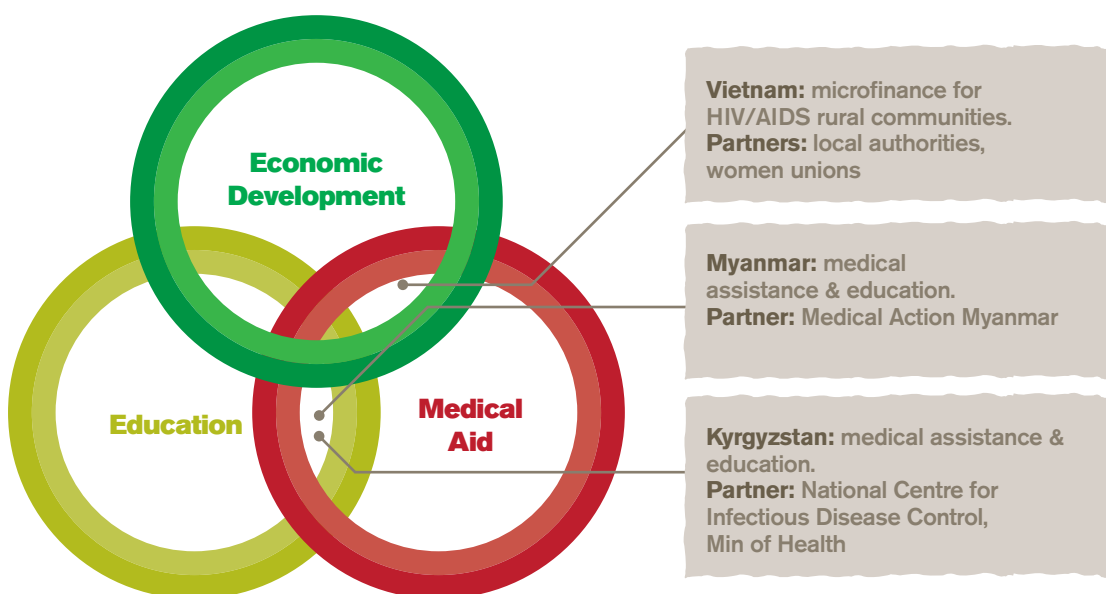 Economic
Development
Education
Medical
Aid
Vietnam: microfinance for
HIV/AIDS rural communities.
Partners: local authorities,
women unions
Myanmar: medical
assistance & education.
Partner: Medical Action Myanmar
Kyrgyzstan: medical assistance &
education.
Partner: National Centre for
Infectious Disease Control,
Min of Health